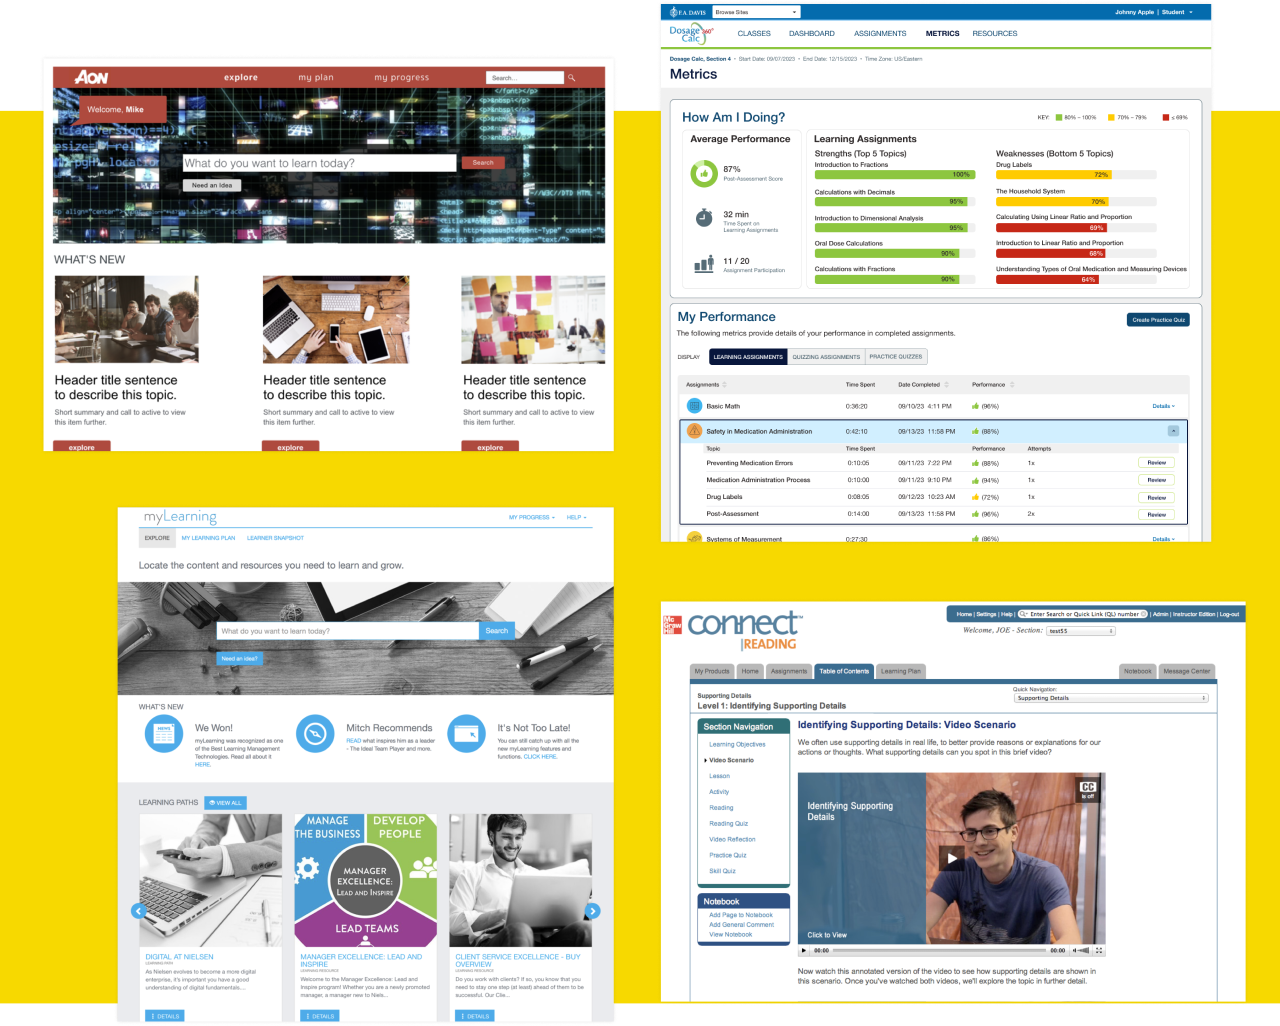 AON
explore
my plan
my progress
Search...
Welcome, Mike
What do you want to learn today?
Search
Need an Idea
WHAT'S NEW
Header title sentence
to describe this topic.
Short summary and call to active to view
this item further.
explore
Header title sentence
to describe this topic.
Short summary and call to active to view
this item further.
explore
Header title sentence
to describe this topic.
Short summary and call to active to view
this item further.
explore
F.A. DAVIS
Browse Sites
Johnny Apple | Student
Dosage Calc 360°
CLASSES
DASHBOARD
ASSIGNMENTS
METRICS
RESOURCES
Dosage Calc, Section 4 • Start Date: 09/07/2023 • End Date: 12/15/2023 • Time Zone: US/Eastern
Metrics
How Am I Doing?
KEY: 80% – 100% 70% – 79% ≤ 69%
Average Performance
87%
Post-Assessment Score
32 min
Time Spent on
Learning Assignments
11 / 20
Assignment Participation
Learning Assignments
Strengths (Top 5 Topics)
Introduction to Fractions
100%
Calculations with Decimals
95%
Introduction to Dimensional Analysis
95%
Oral Dose Calculations
90%
Calculations with Fractions
90%
Weaknesses (Bottom 5 Topics)
Drug Labels
72%
The Household System
70%
Calculating Using Linear Ratio and Proportion
69%
Introduction to Linear Ratio and Proportion
68%
Understanding Types of Oral Medication and Measuring Devices
64%
My Performance
Create Practice Quiz
The following metrics provide details of your performance in completed assignments.
DISPLAY
LEARNING ASSIGNMENTS
QUIZZING ASSIGNMENTS
PRACTICE QUIZZES
Assignments Time Spent Date Completed Performance
Basic Math 0:36:20 09/10/23 4:11 PM (96%) Details
Safety in Medication Administration 0:42:10 09/13/23 11:58 PM (88%)
Topic Time Spent Performance Attempts
Preventing Medication Errors 0:10:05 09/11/23 7:22 PM (88%) 1x Review
Medication Administration Process 0:10:00 09/11/23 9:10 PM (94%) 1x Review
Drug Labels 0:08:05 09/12/23 10:23 AM (72%) 1x Review
Post-Assessment 0:14:00 09/13/23 11:58 PM (96%) 2x Review
Systems of Measurement 0:27:30 (86%) Details
myLearning
MY PROGRESS
HELP
EXPLORE
MY LEARNING PLAN
LEARNER SNAPSHOT
Locate the content and resources you need to learn and grow.
What do you want to learn today?
Search
Need an idea?
WHAT'S NEW
NEWS
We Won!
myLearning was recognized as one
of the Best Learning Management
Technologies. Read all about it
HERE.
Mitch Recommends
READ what inspires him as a leader
- The Ideal Team Player and more.
It's Not Too Late!
You can still catch up with all the
new myLearning features and
functions. CLICK HERE.
LEARNING PATHS
VIEW ALL
DIGITAL AT NIELSEN
LEARNING PATH
As Nielsen evolves to become a more digital
enterprise, it's important you have a good
understanding of digital fundamentals....
DETAILS
MANAGE
THE BUSINESS
DEVELOP
PEOPLE
MANAGER
EXCELLENCE:
LEAD AND INSPIRE
LEAD TEAMS
MANAGER EXCELLENCE: LEAD AND
INSPIRE
LEARNING RESOURCE
Welcome to the Manager Excellence: Lead and
Inspire program! Whether you are a newly promoted
manager, a manager new to Niels...
DETAILS
CLIENT SERVICE EXCELLENCE - BUY
OVERVIEW
LEARNING RESOURCE
Do you work with clients? If so, you know that you
need to stay one step (at least) ahead of them to be
successful. Our Clie...
DETAILS
Mc
Graw
Hill
connect
READING
Home | Settings | Help | Enter Search or Quick Link (QL) number | Admin | Instructor Edition | Log-out
Welcome, JOE - Section: test55
My Products
Home
Assignments
Table of Contents
Learning Plan
Notebook
Message Center
Supporting Details
Level 1: Identifying Supporting Details
Quick Navigation:
Supporting Details
Section Navigation
Learning Objectives
Video Scenario
Lesson
Activity
Reading
Reading Quiz
Video Reflection
Practice Quiz
Skill Quiz
Notebook
Add Page to Notebook
Add General Comment
View Notebook
Identifying Supporting Details: Video Scenario
We often use supporting details in real life, to better provide reasons or explanations for our
actions or thoughts. What supporting details can you spot in this brief video?
Identifying Supporting
Details
CC
is off
Click to View
00:00
00:00
Now watch this annotated version of the video to see how supporting details are shown in
this scenario. Once you've watched both videos, we'll explore the topic in further detail.